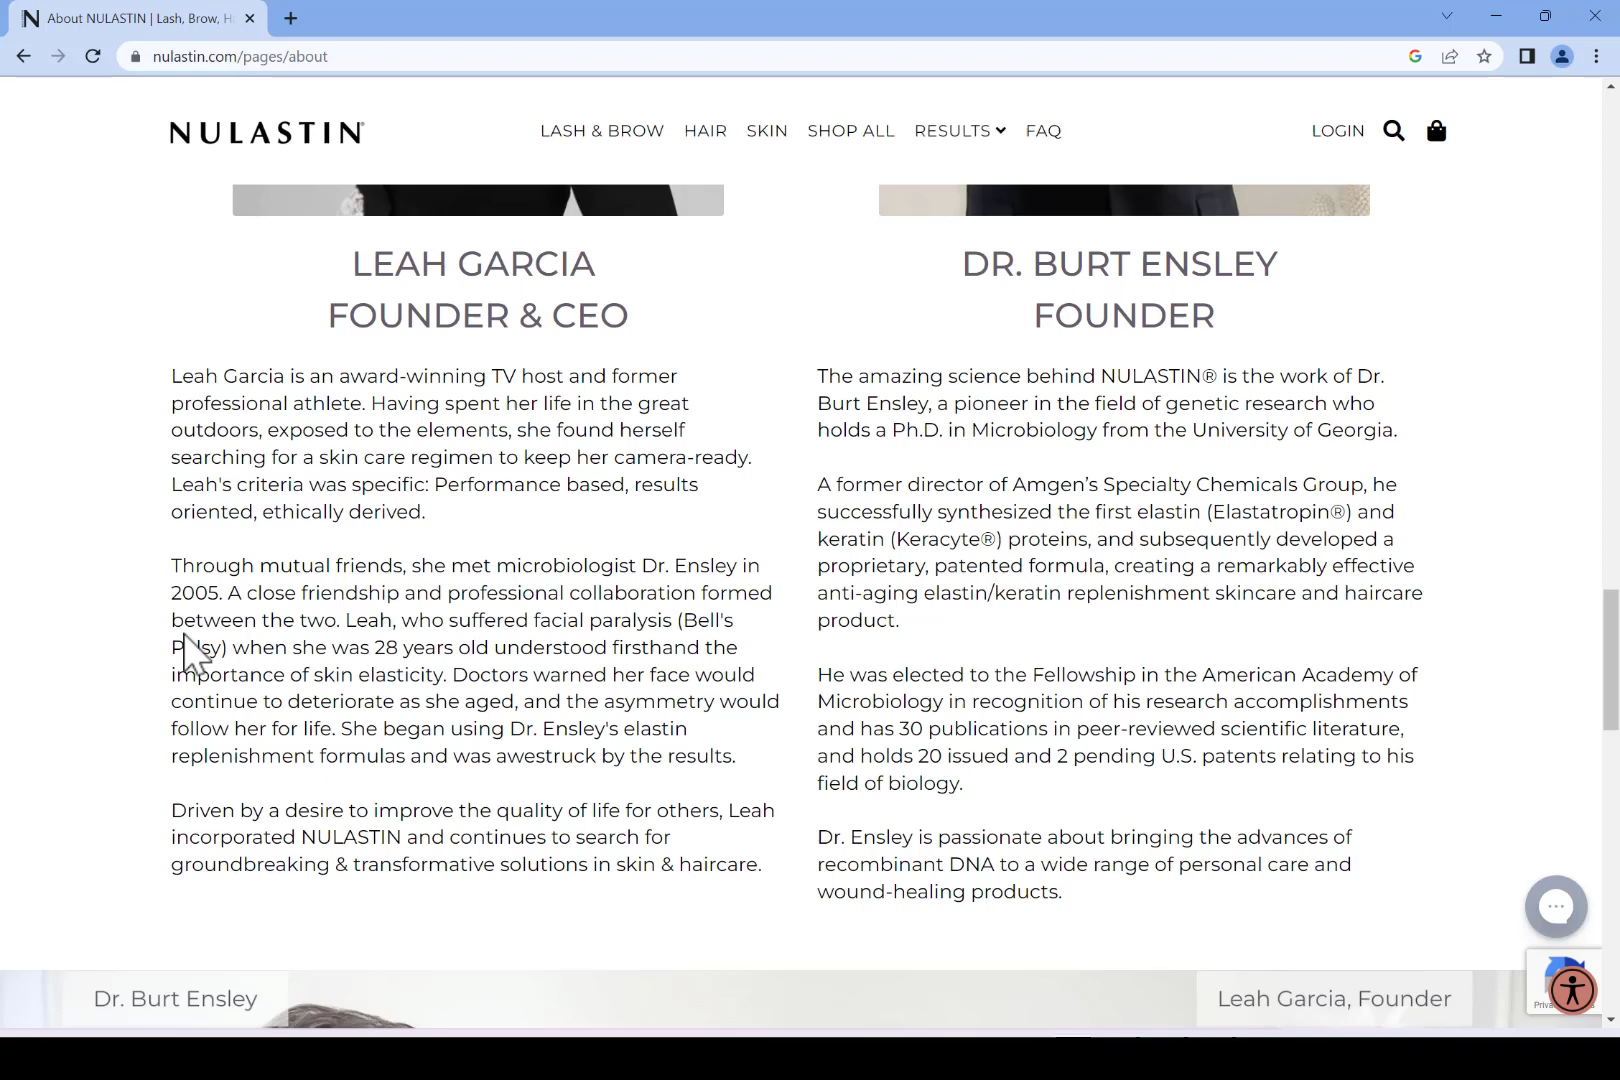 About NULASTIN | Lash, Brow, H
nulastin.com/pages/about
NULASTIN
LASH & BROW HAIR SKIN SHOP ALL RESULTS FAQ
LOGIN
LEAH GARCIA
FOUNDER & CEO
Leah Garcia is an award-winning TV host and former
professional athlete. Having spent her life in the great
outdoors, exposed to the elements, she found herself
searching for a skin care regimen to keep her camera-ready.
Leah's criteria was specific: Performance based, results
oriented, ethically derived.
Through mutual friends, she met microbiologist Dr. Ensley in
2005. A close friendship and professional collaboration formed
between the two. Leah, who suffered facial paralysis (Bell's
Palsy) when she was 28 years old understood firsthand the
importance of skin elasticity. Doctors warned her face would
continue to deteriorate as she aged, and the asymmetry would
follow her for life. She began using Dr. Ensley's elastin
replenishment formulas and was awestruck by the results.
Driven by a desire to improve the quality of life for others, Leah
incorporated NULASTIN and continues to search for
groundbreaking & transformative solutions in skin & haircare.
DR. BURT ENSLEY
FOUNDER
The amazing science behind NULASTIN® is the work of Dr.
Burt Ensley, a pioneer in the field of genetic research who
holds a Ph.D. in Microbiology from the University of Georgia.
A former director of Amgen's Specialty Chemicals Group, he
successfully synthesized the first elastin (Elastatropin®) and
keratin (Keracyte®) proteins, and subsequently developed a
proprietary, patented formula, creating a remarkably effective
anti-aging elastin/keratin replenishment skincare and haircare
product.
He was elected to the Fellowship in the American Academy of
Microbiology in recognition of his research accomplishments
and has 30 publications in peer-reviewed scientific literature,
and holds 20 issued and 2 pending U.S. patents relating to his
field of biology.
Dr. Ensley is passionate about bringing the advances of
recombinant DNA to a wide range of personal care and
wound-healing products.
Dr. Burt Ensley
Leah Garcia, Founder